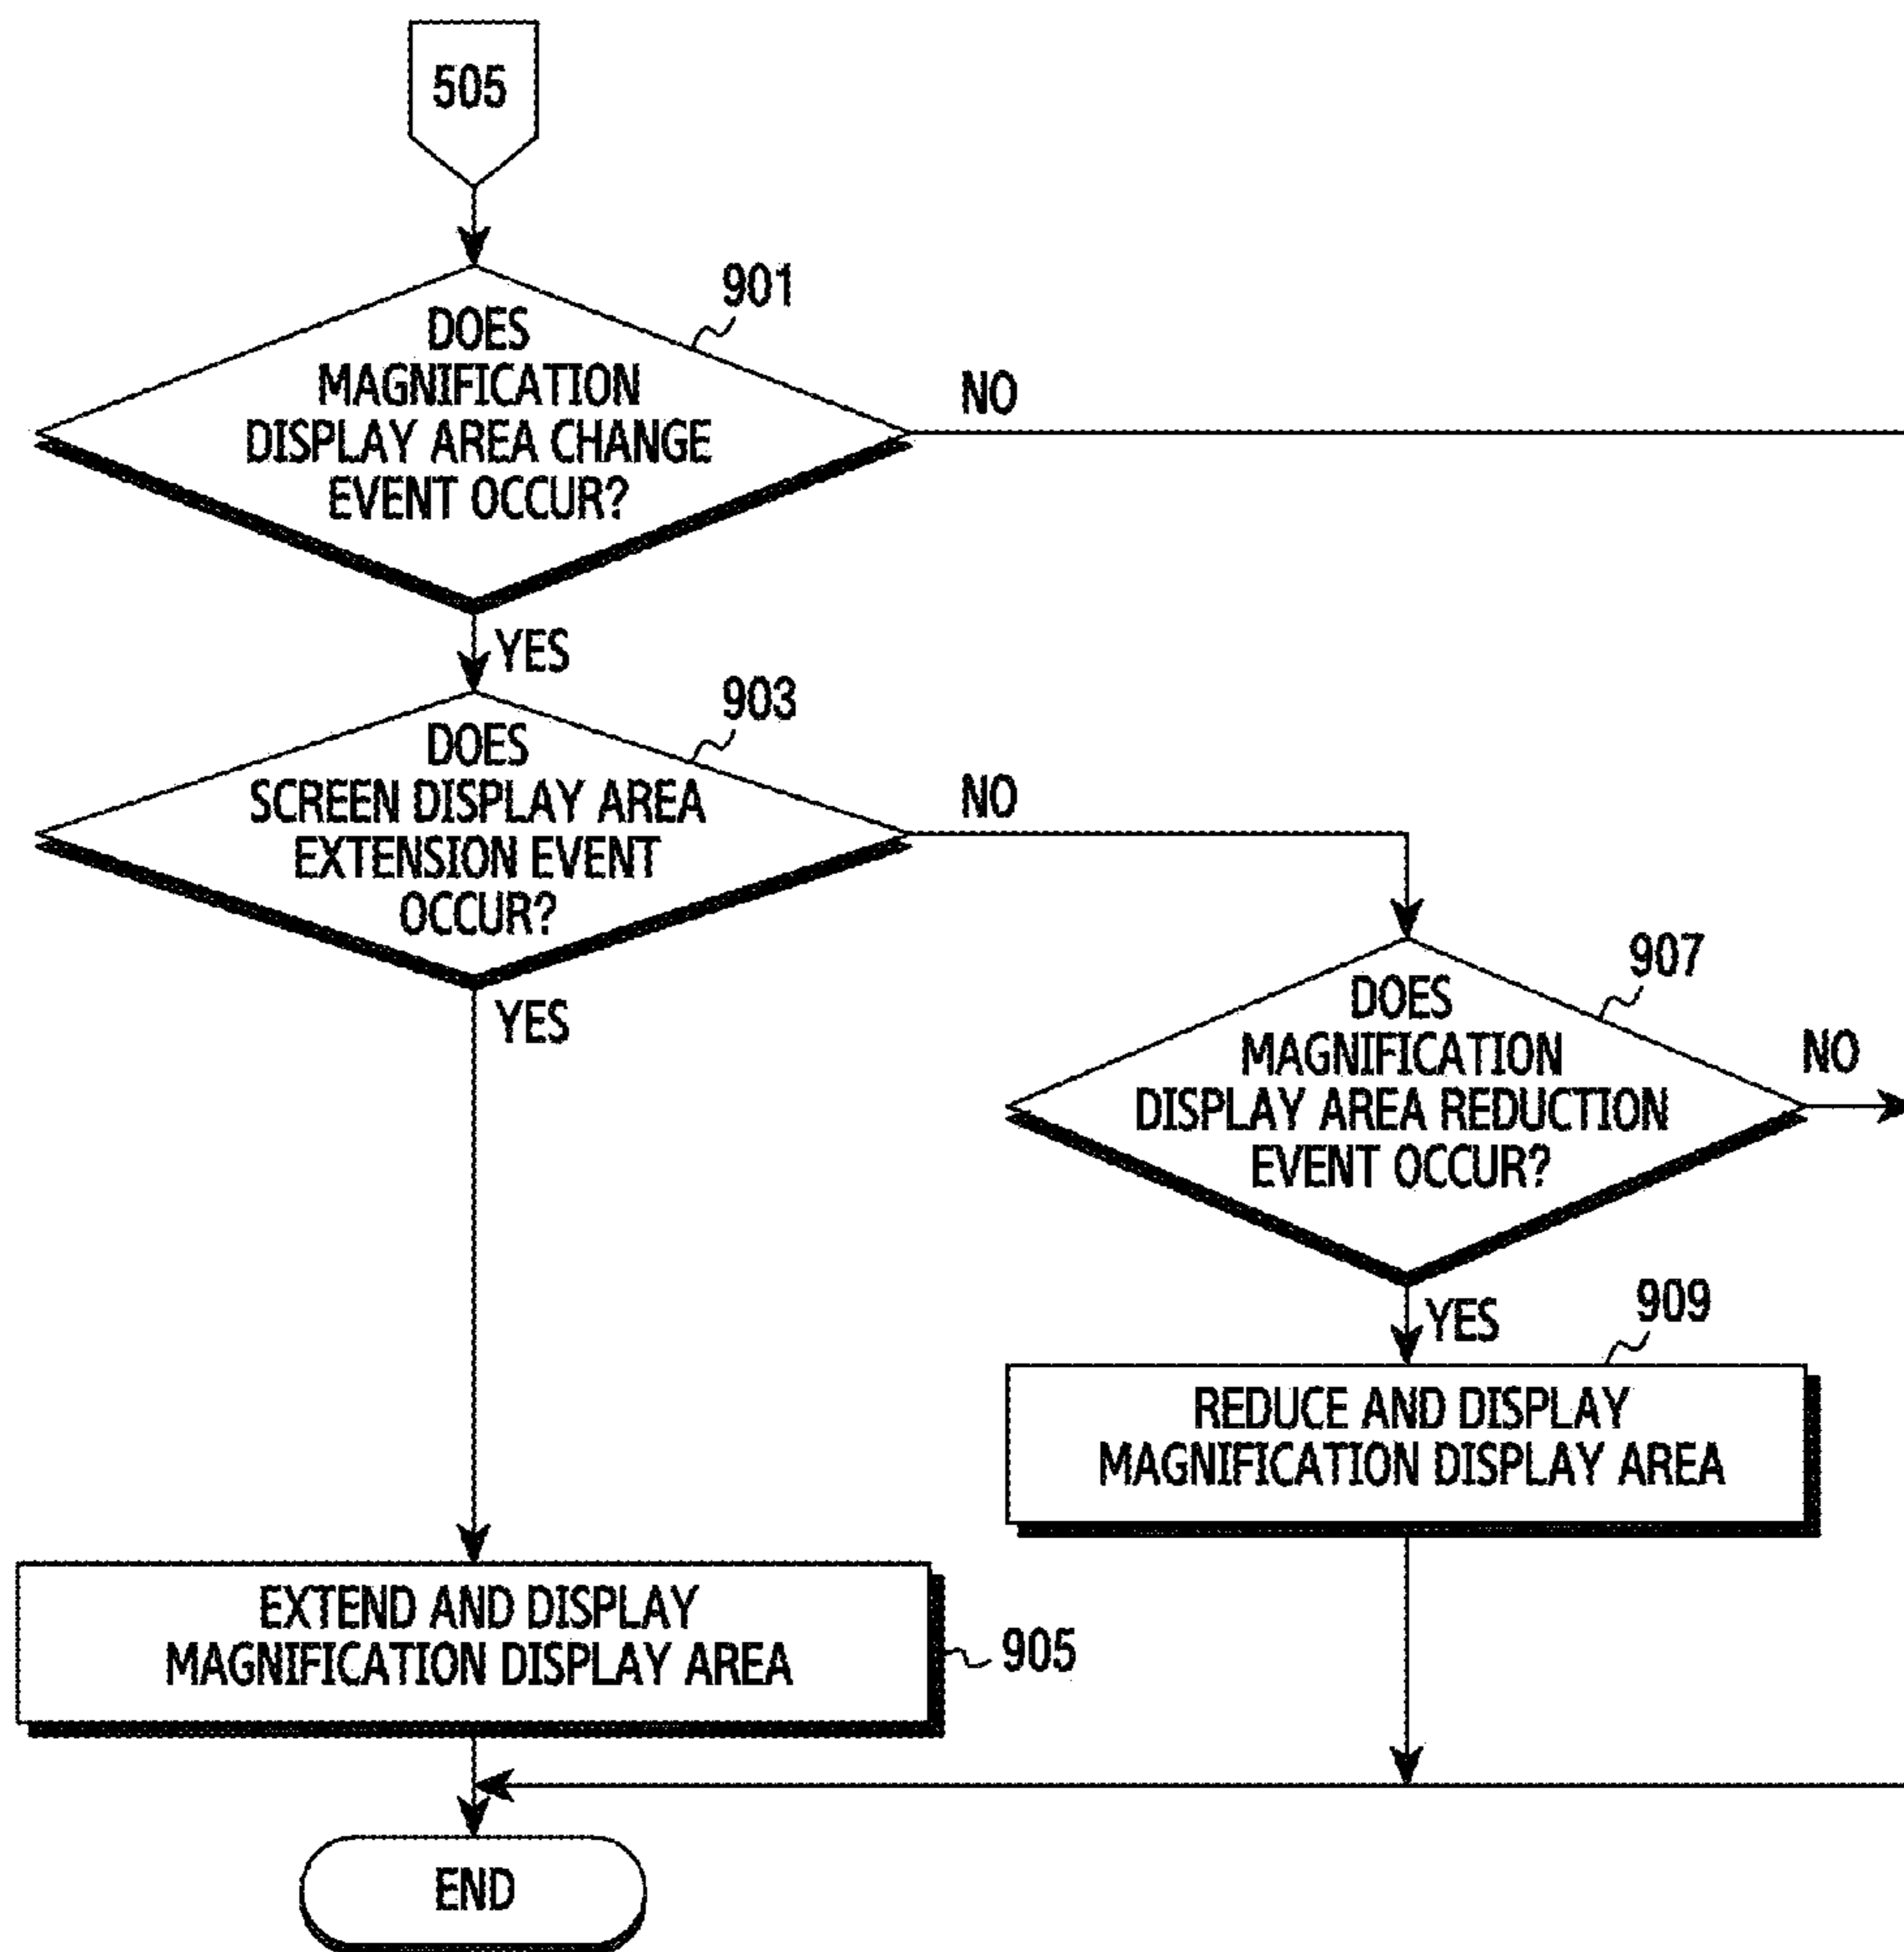 505
901
DOES
MAGNIFICATION
DISPLAY AREA CHANGE
EVENT OCCUR?
NO
YES
903
DOES
SCREEN DISPLAY AREA
EXTENSION EVENT
OCCUR?
NO
YES
907
DOES
MAGNIFICATION
DISPLAY AREA REDUCTION
EVENT OCCUR?
NO
YES
909
REDUCE AND DISPLAY
MAGNIFICATION DISPLAY AREA
EXTEND AND DISPLAY
MAGNIFICATION DISPLAY AREA
905
END